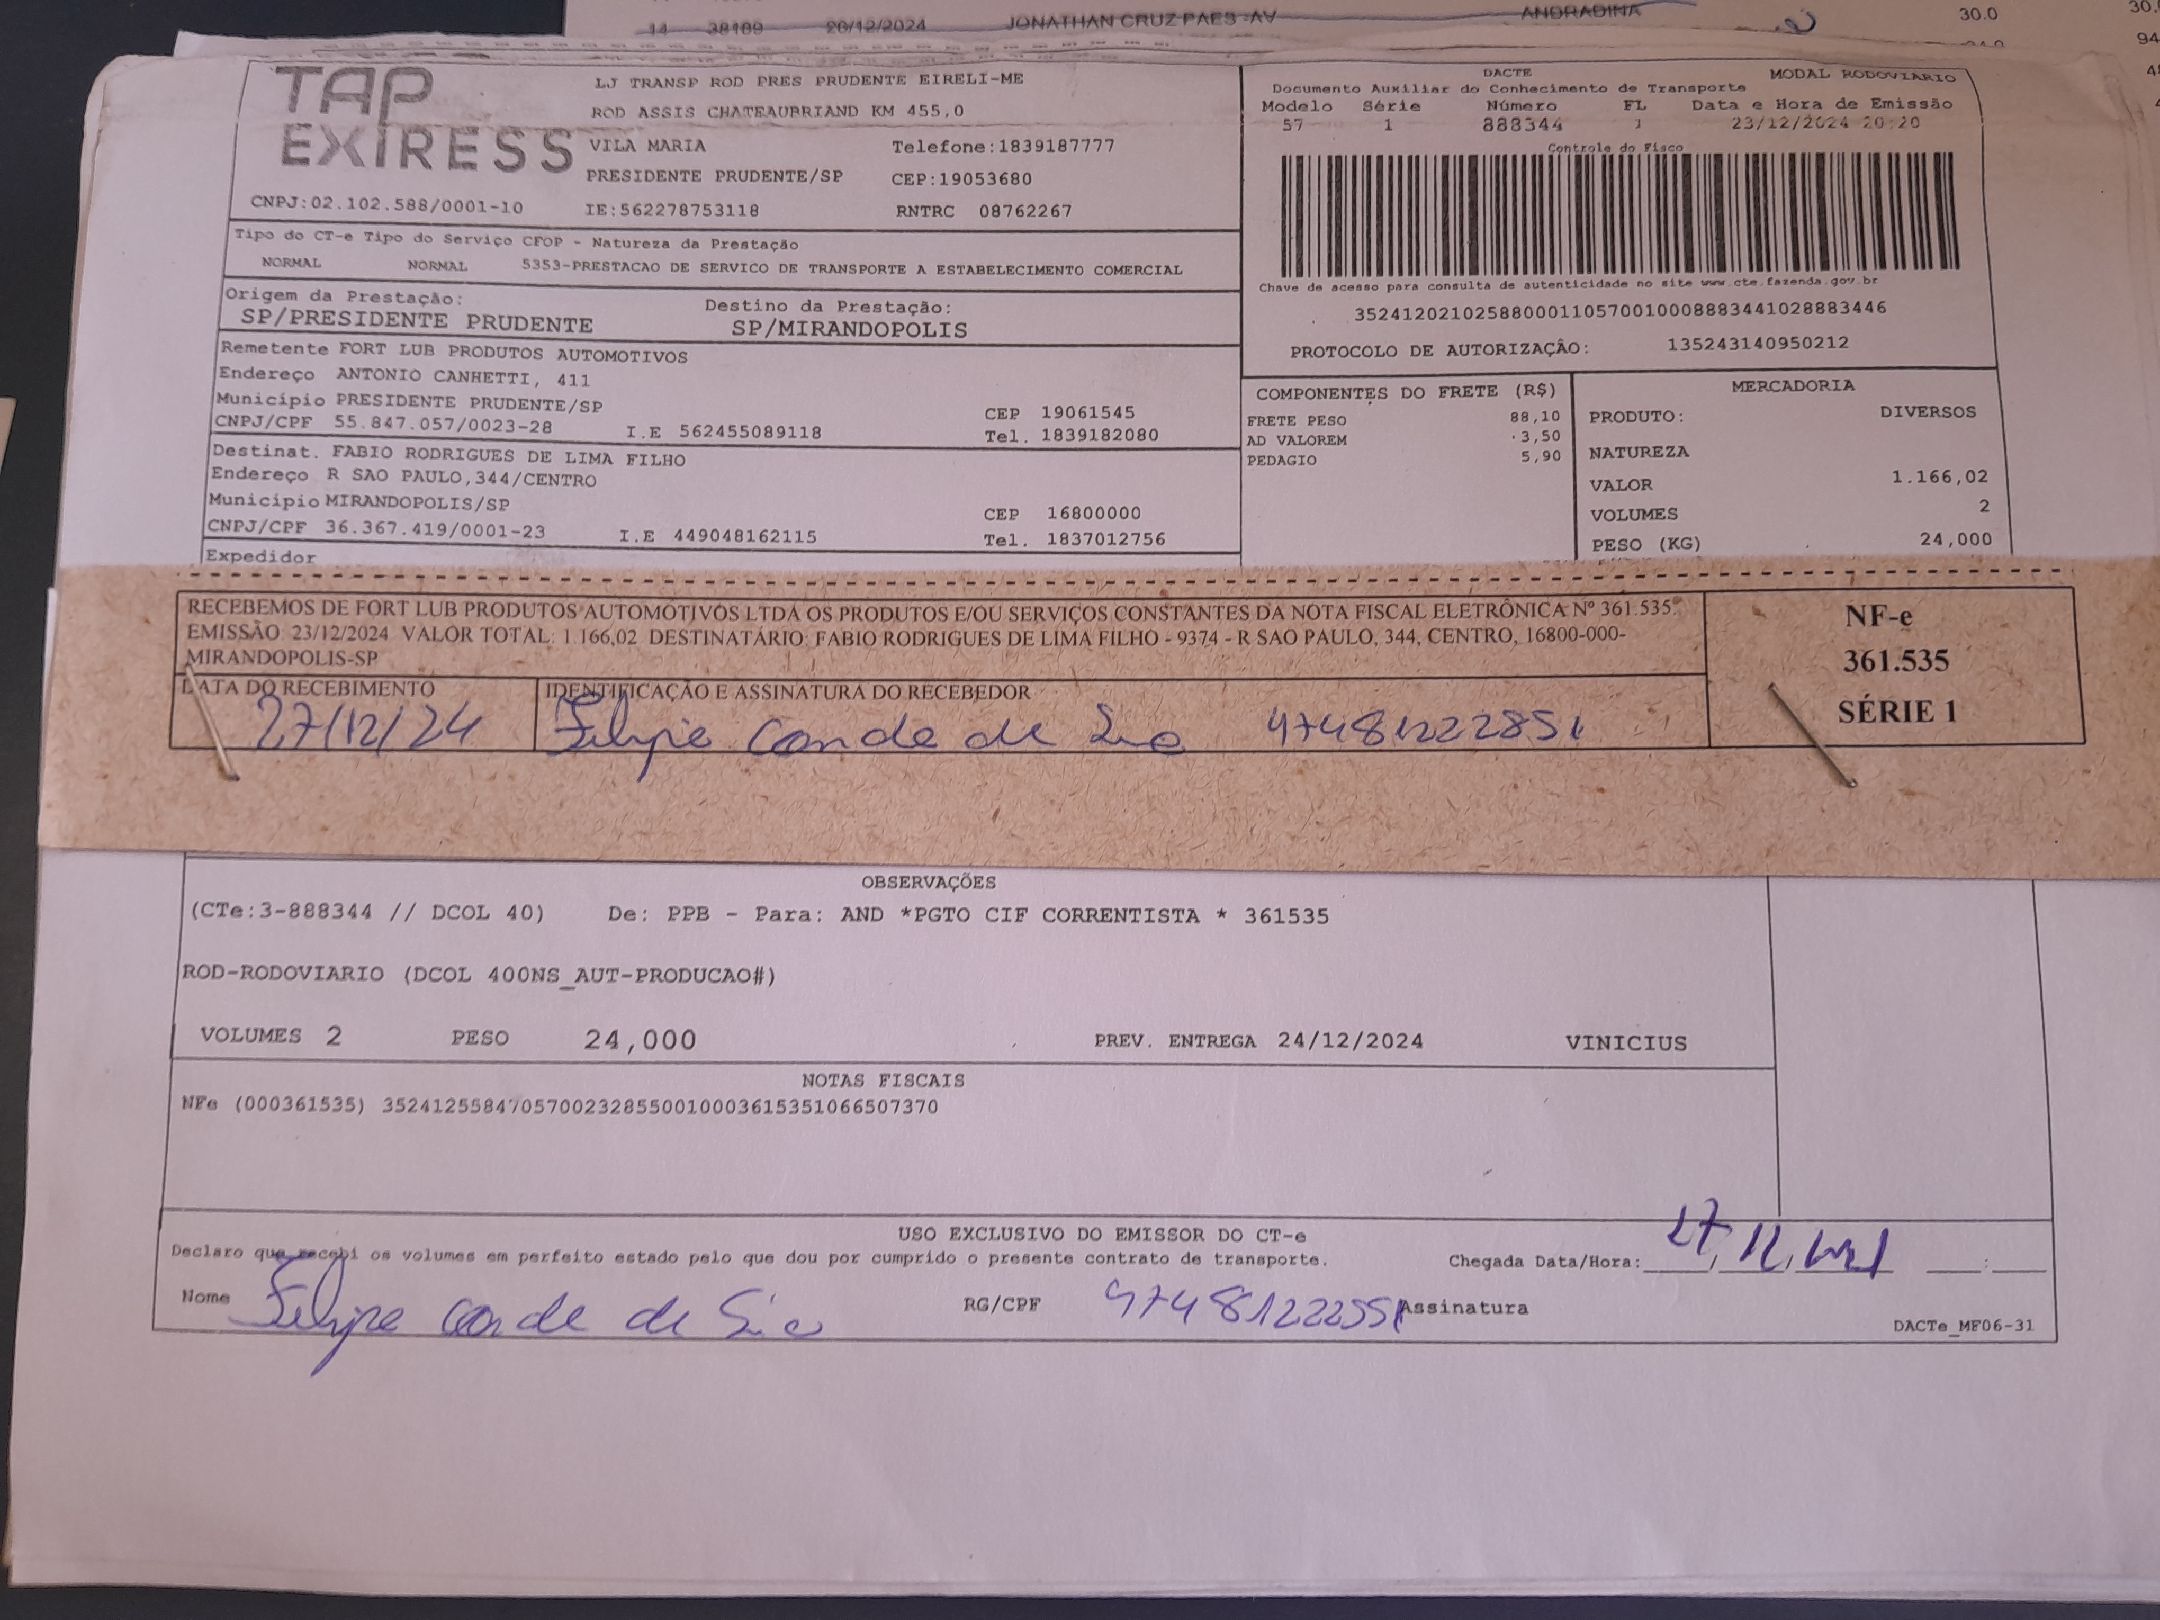 14 38109 26/12/2024 JONATHAN CRUZ PAES -AV ANDRADINA 30.0
TAP
EXIRESS
LJ TRANSP ROD PRES PRUDENTE EIRELI-ME
ROD ASSIS CHATEAUBRIAND KM 455,0
VILA MARIA Telefone:1839187777
PRESIDENTE PRUDENTE/SP CEP:19053680
CNPJ:02.102.588/0001-10 IE:562278753118 RNTRC 08762267
Tipo do CT-e Tipo do Serviço CFOP - Natureza da Prestação
NORMAL NORMAL 5353-PRESTACAO DE SERVICO DE TRANSPORTE A ESTABELECIMENTO COMERCIAL
Origem da Prestação: Destino da Prestação:
SP/PRESIDENTE PRUDENTE SP/MIRANDOPOLIS
Remetente FORT LUB PRODUTOS AUTOMOTIVOS
Endereço ANTONIO CANHETTI, 411
Município PRESIDENTE PRUDENTE/SP CEP 19061545
CNPJ/CPF 55.847.057/0023-28 I.E 562455089118 Tel. 1839182080
Destinat. FABIO RODRIGUES DE LIMA FILHO
Endereço R SAO PAULO,344/CENTRO
Município MIRANDOPOLIS/SP CEP 16800000
CNPJ/CPF 36.367.419/0001-23 I.E 449048162115 Tel. 1837012756
Expedidor
DACTE MODAL RODOVIARIO
Documento Auxiliar do Conhecimento de Transporte
Modelo Série Número FL Data e Hora de Emissão
57 1 888344 1 23/12/2024 20:20
Controle do Fisco
Chave de acesso para consulta de autenticidade no site www.cte.fazenda.gov.br
35241202102588000110570010008883441028883446
PROTOCOLO DE AUTORIZAÇÃO: 135243140950212
COMPONENTES DO FRETE (R$)
FRETE PESO 88,10
AD VALOREM 3,50
PEDAGIO 5,90
MERCADORIA
PRODUTO: DIVERSOS
NATUREZA
VALOR 1.166,02
VOLUMES 2
PESO (KG) 24,000
RECEBEMOS DE FORT LUB PRODUTOS AUTOMOTIVOS LTDA OS PRODUTOS E/OU SERVIÇOS CONSTANTES DA NOTA FISCAL ELETRÔNICA Nº 361.535.
EMISSÃO: 23/12/2024 VALOR TOTAL: 1.166,02 DESTINATÁRIO: FABIO RODRIGUES DE LIMA FILHO - 9374 - R SAO PAULO, 344, CENTRO, 16800-000-
MIRANDOPOLIS-SP
DATA DO RECEBIMENTO IDENTIFICAÇÃO E ASSINATURA DO RECEBEDOR
27/12/24 Felipe Conde de 47481222851
NF-e
361.535
SÉRIE 1
OBSERVAÇÕES
(CTe:3-888344 // DCOL 40) De: PPB - Para: AND *PGTO CIF CORRENTISTA * 361535
ROD-RODOVIARIO (DCOL 400NS_AUT-PRODUCAO#)
VOLUMES 2 PESO 24,000 PREV. ENTREGA 24/12/2024 VINICIUS
NOTAS FISCAIS
NFe (000361535) 35241255847057002328550010003615351066507370
USO EXCLUSIVO DO EMISSOR DO CT-e
Declaro que recebi os volumes em perfeito estado pelo que dou por cumprido o presente contrato de transporte. Chegada Data/Hora: 27/12/
Nome Felipe Conde de RG/CPF Assinatura
DACTe_MF06-31